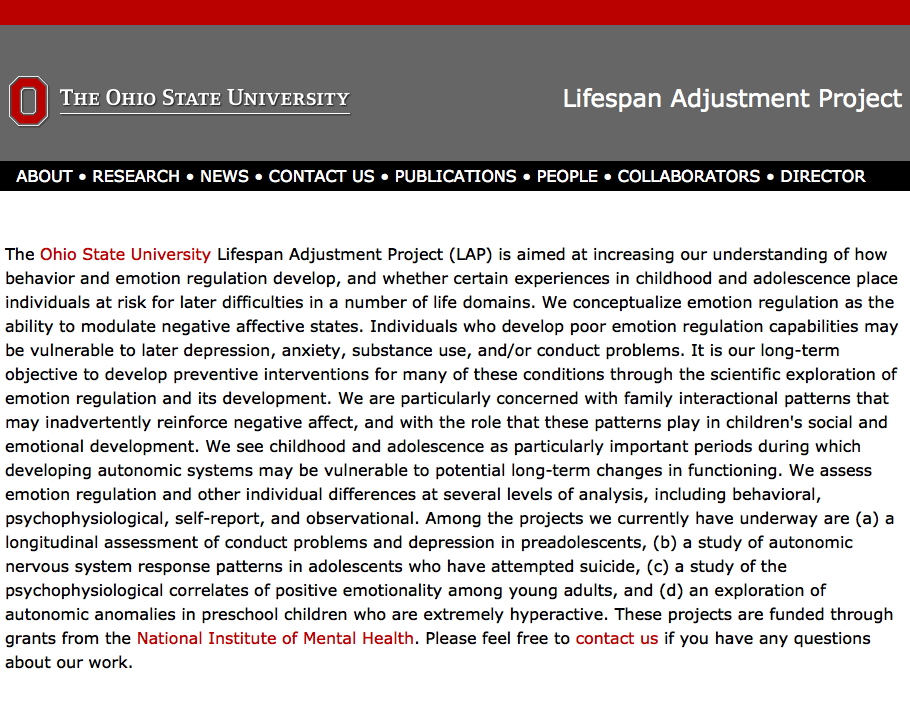 The Ohio State University
Lifespan Adjustment Project
ABOUT • RESEARCH • NEWS • CONTACT US • PUBLICATIONS • PEOPLE • COLLABORATORS • DIRECTOR
The Ohio State University Lifespan Adjustment Project (LAP) is aimed at increasing our understanding of how
behavior and emotion regulation develop, and whether certain experiences in childhood and adolescence place
individuals at risk for later difficulties in a number of life domains. We conceptualize emotion regulation as the
ability to modulate negative affective states. Individuals who develop poor emotion regulation capabilities may
be vulnerable to later depression, anxiety, substance use, and/or conduct problems. It is our long-term
objective to develop preventive interventions for many of these conditions through the scientific exploration of
emotion regulation and its development. We are particularly concerned with family interactional patterns that
may inadvertently reinforce negative affect, and with the role that these patterns play in children's social and
emotional development. We see childhood and adolescence as particularly important periods during which
developing autonomic systems may be vulnerable to potential long-term changes in functioning. We assess
emotion regulation and other individual differences at several levels of analysis, including behavioral,
psychophysiological, self-report, and observational. Among the projects we currently have underway are (a) a
longitudinal assessment of conduct problems and depression in preadolescents, (b) a study of autonomic
nervous system response patterns in adolescents who have attempted suicide, (c) a study of the
psychophysiological correlates of positive emotionality among young adults, and (d) an exploration of
autonomic anomalies in preschool children who are extremely hyperactive. These projects are funded through
grants from the National Institute of Mental Health. Please feel free to contact us if you have any questions
about our work.